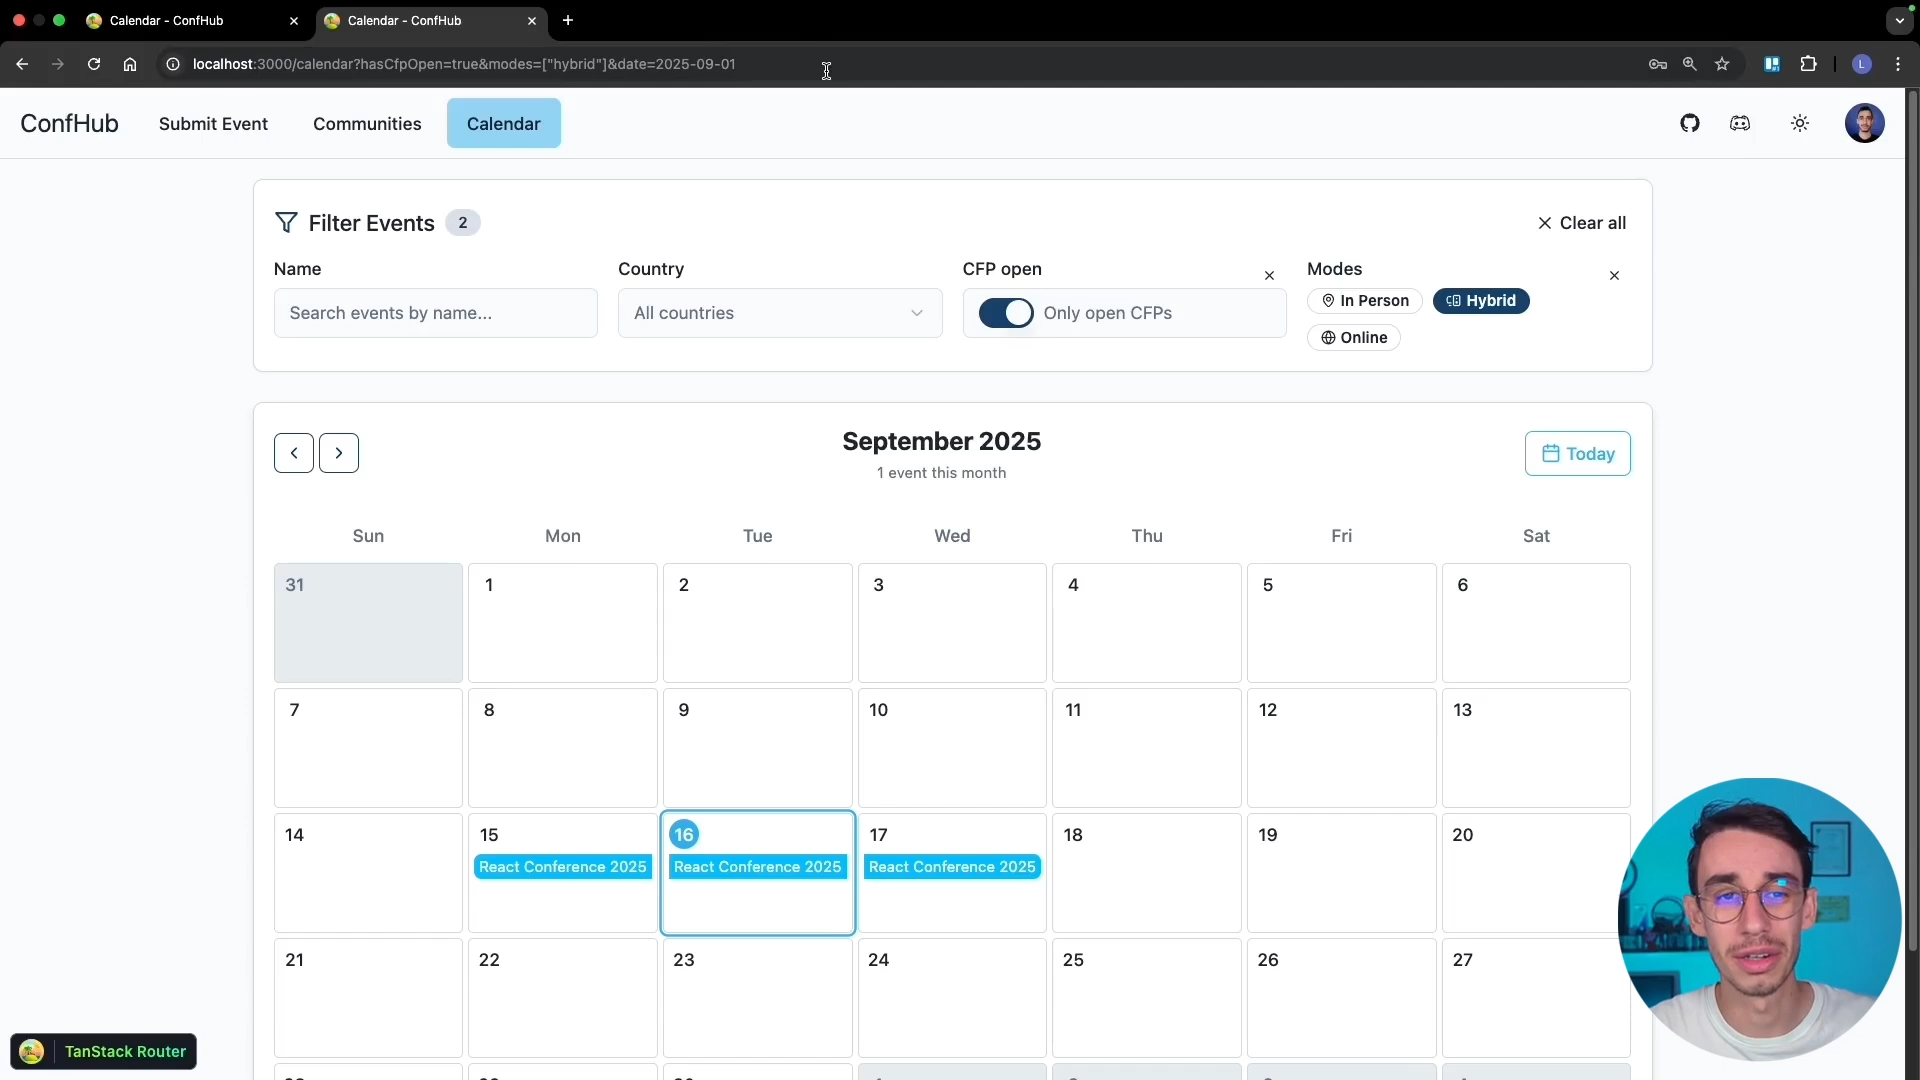 Calendar - ConfHub
Calendar - ConfHub
localhost:3000/calendar?hasCfpOpen=true&modes=["hybrid"]&date=2025-09-01
L
ConfHub
Submit Event
Communities
Calendar
Filter Events 2
Clear all
Name
Country
CFP open
Modes
Search events by name...
All countries
Only open CFPs
In Person
Hybrid
Online
September 2025
1 event this month
Today
Sun Mon Tue Wed Thu Fri Sat
31 1 2 3 4 5 6
7 8 9 10 11 12 13
14 15 16 17 18 19 20
React Conference 2025 React Conference 2025 React Conference 2025
21 22 23 24 25 26 27
TanStack Router